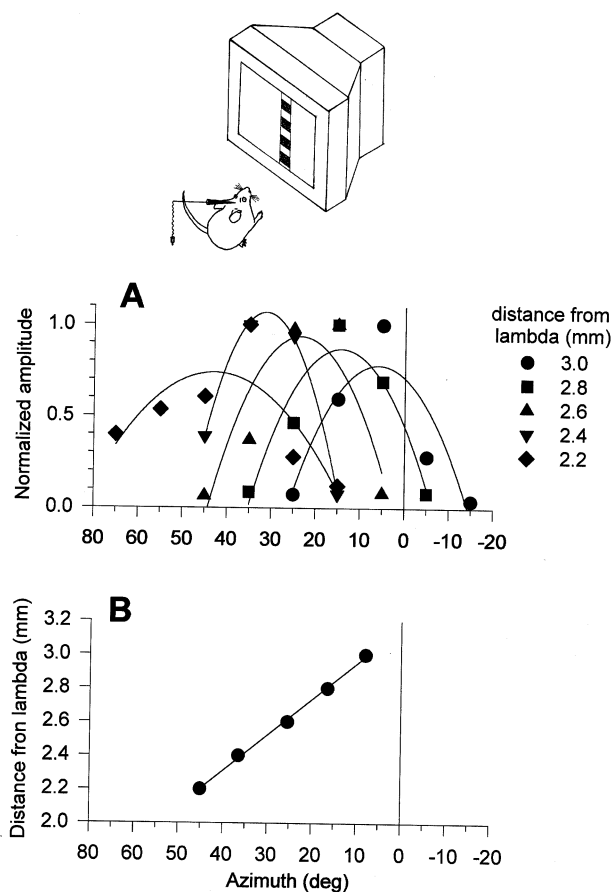 A
Normalized amplitude
1.0
0.5
0.0
80 70 60 50 40 30 20 10 0 -10 -20
distance from
lambda (mm)
3.0
2.8
2.6
2.4
2.2
B
Distance fron lambda (mm)
3.2
3.0
2.8
2.6
2.4
2.2
2.0
80 70 60 50 40 30 20 10 0 -10 -20
Azimuth (deg)